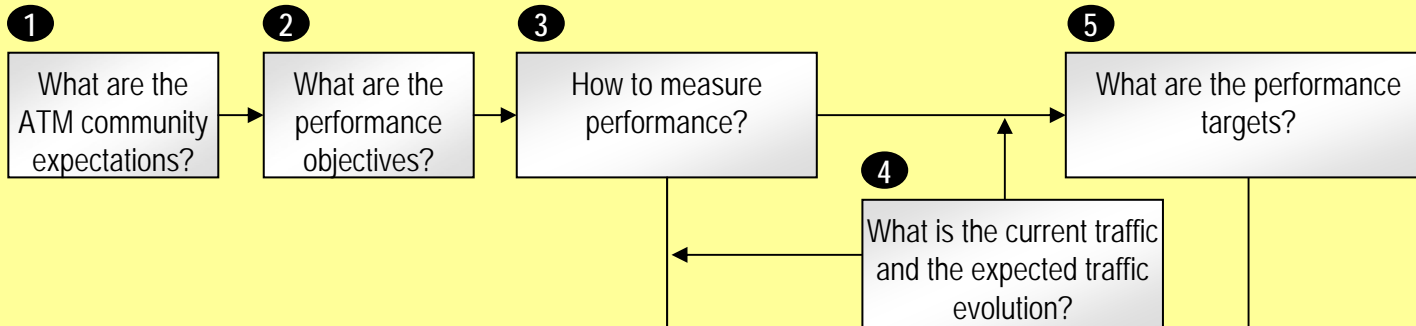 1
What are the
ATM community
expectations?
2
What are the
performance
objectives?
3
How to measure
performance?
5
What are the performance
targets?
4
What is the current traffic
and the expected traffic
evolution?